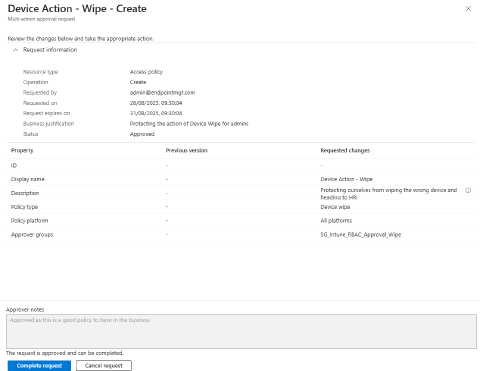 Device Action - Wipe - Create
Multi admin approval request
Review the changes below and take the appropriate action.
Request information
Resource type Access policy
Operation Create
Requested by admin@endpointmgt.com
Requested on 28/08/2025, 09:30:04
Request expires on 31/08/2025, 09:30:04
Business justification Protecting the action of Device Wipe for admins
Status Approved
Property Previous version Requested changes
ID - -
Display name - Device Action - Wipe
Description - Protecting ourselves from wiping the wrong device and
heading to HR!
Policy type - Device wipe
Policy platform - All platforms
Approver groups - SG_Intune_RBAC_Approval_Wipe
Approver notes
Approved as this is a good policy to have in the business
The request is approved and can be completed.
Complete request Cancel request